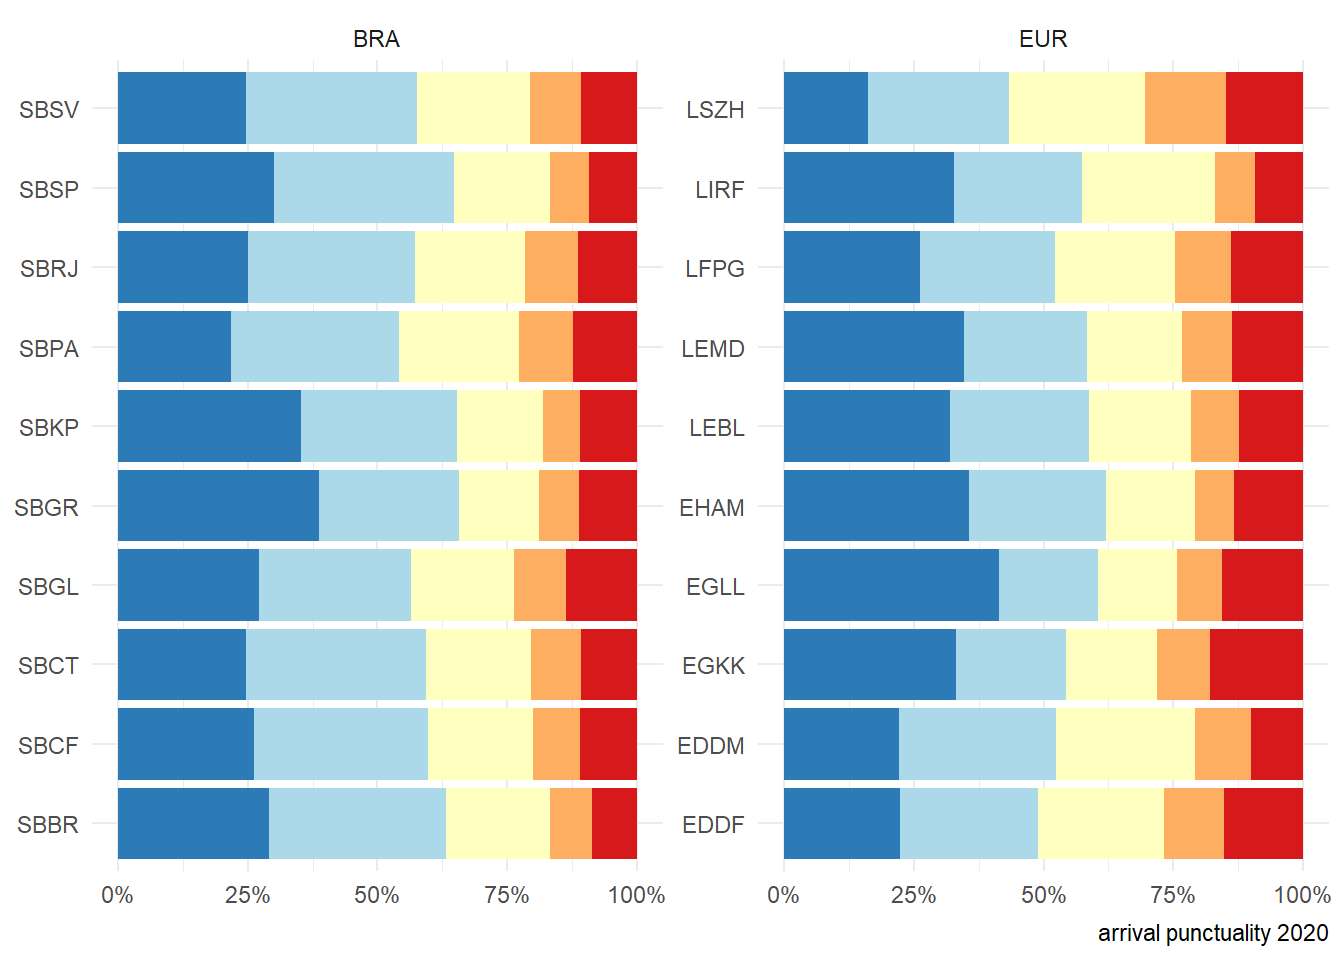 BRA
SBSV
SBSP
SBRJ
SBPA
SBKP
SBGR
SBGL
SBCT
SBCF
SBBR
0% 25% 50% 75% 100%
EUR
LSZH
LIRF
LFPG
LEMD
LEBL
EHAM
EGLL
EGKK
EDDM
EDDF
0% 25% 50% 75% 100%
arrival punctuality 2020